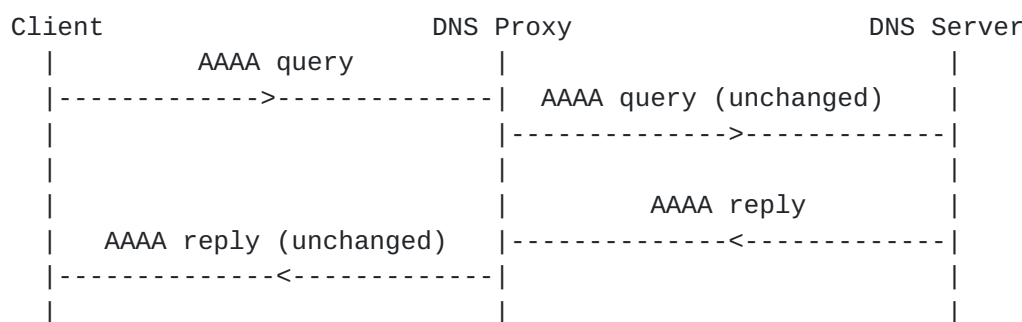 Client DNS Proxy DNS Server
AAAA query
AAAA query (unchanged)
AAAA reply
AAAA reply (unchanged)